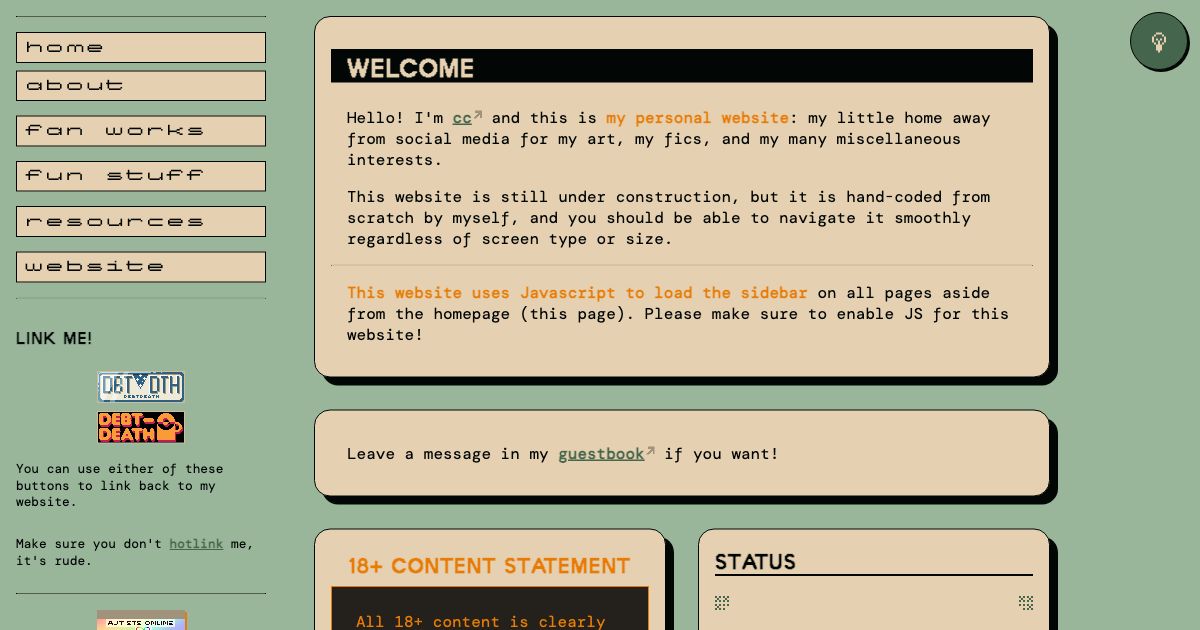 home
about
fan works
fun stuff
resources
website
LINK ME!
DBT DTH
DEBTDEATH
DEBT-
DEATH
You can use either of these
buttons to link back to my
website.
Make sure you don't hotlink me,
it's rude.
WELCOME
Hello! I'm cc↗ and this is my personal website: my little home away
from social media for my art, my fics, and my many miscellaneous
interests.
This website is still under construction, but it is hand-coded from
scratch by myself, and you should be able to navigate it smoothly
regardless of screen type or size.
This website uses Javascript to load the sidebar on all pages aside
from the homepage (this page). Please make sure to enable JS for this
website!
Leave a message in my guestbook↗ if you want!
18+ CONTENT STATEMENT
All 18+ content is clearly
STATUS